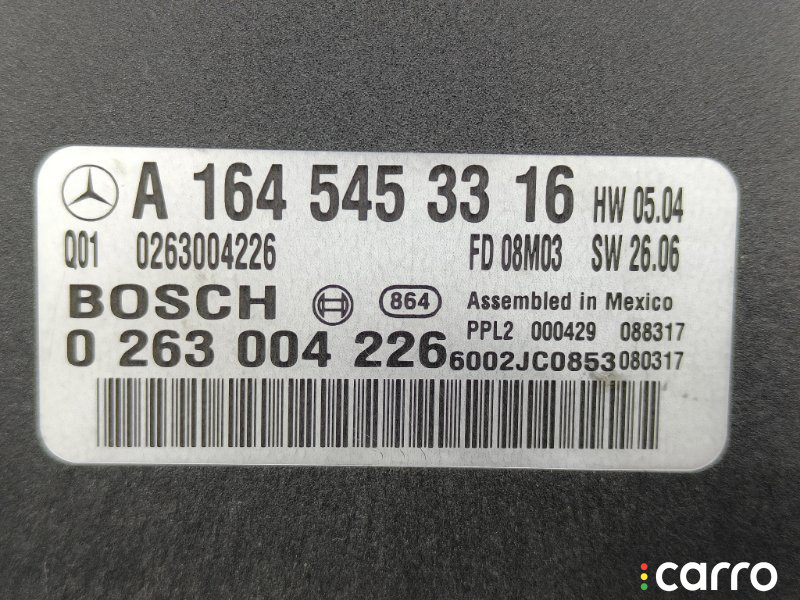 A 164 545 33 16 HW 05.04
Q01 0263004226 FD 08M03 SW 26.06
BOSCH 864 Assembled in Mexico
PPL2 000429 088317
0 263 004 226 6002JC0853 080317
carro